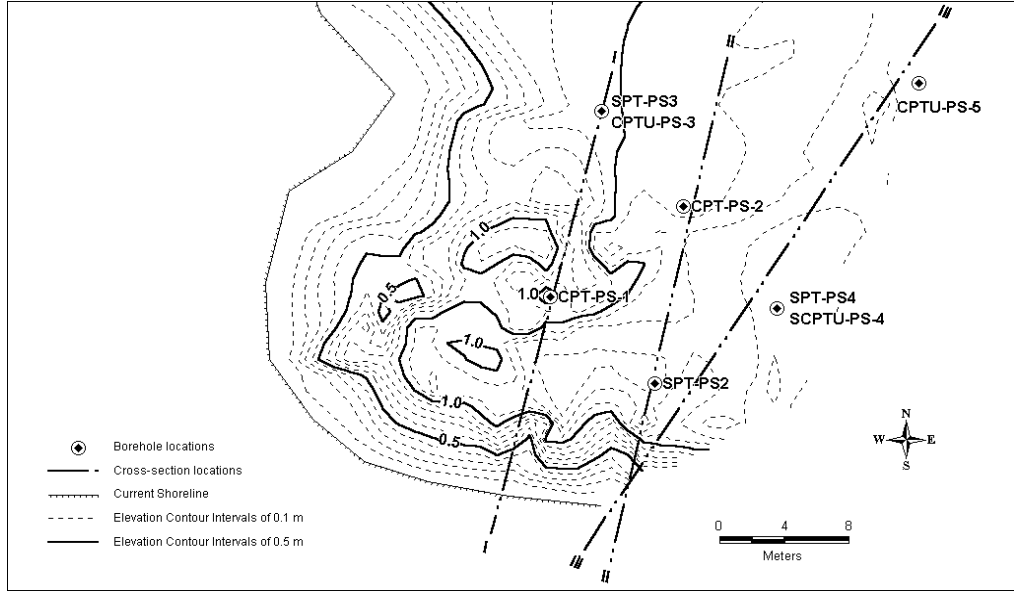 III
II
I
SPT-PS3
CPTU-PS-3
CPTU-PS-5
CPT-PS-2
1.0
0.5
1.0
CPT-PS-1
SPT-PS4
SCPTU-PS-4
1.0
SPT-PS2
1.0
0.5
N
W E
S
Borehole locations
Cross-section locations
Current Shoreline
Elevation Contour Intervals of 0.1 m
Elevation Contour Intervals of 0.5 m
0 4 8
Meters
I
III
II